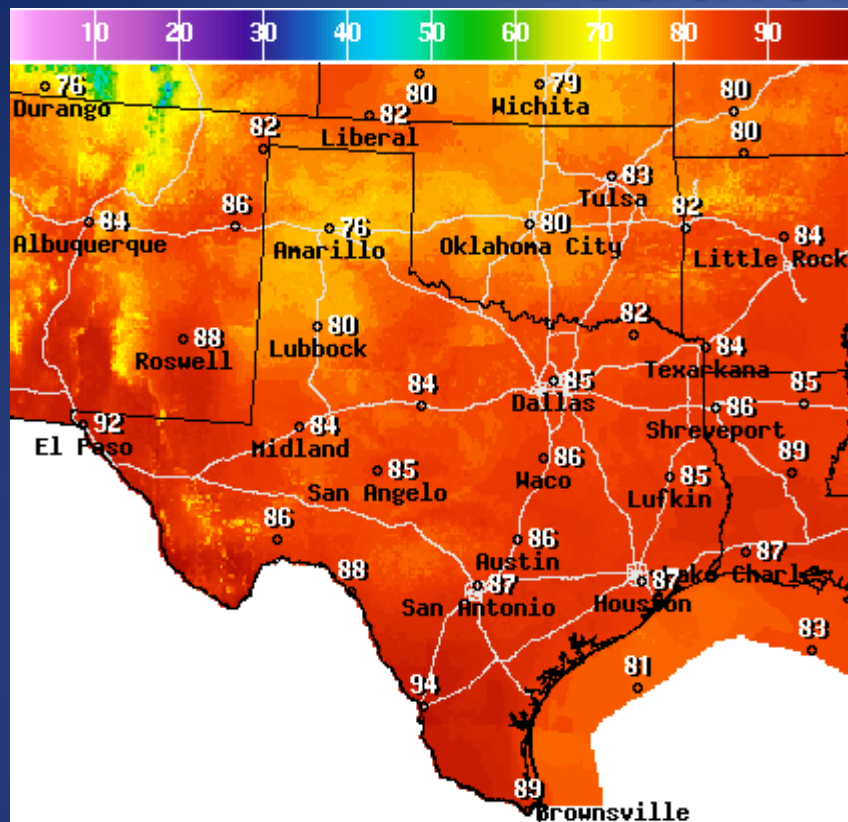 10 20 30 40 50 60 70 80 90
76
Durango
80
79
Wichita
80
82
Liberal
82
80
83
Tulsa
84
Albuquerque
86
76
Amarillo
80
Oklahoma City
82
84
Little Rock
88
Roswell
80
Lubbock
82
84
Texarkana
85
Dallas
84
86
Shreveport
85
92
El Paso
84
Midland
85
San Angelo
86
Waco
85
Lufkin
89
86
86
Austin
87
Lake Charles
88
87
San Antonio
87
Houston
83
81
94
89
Brownsville